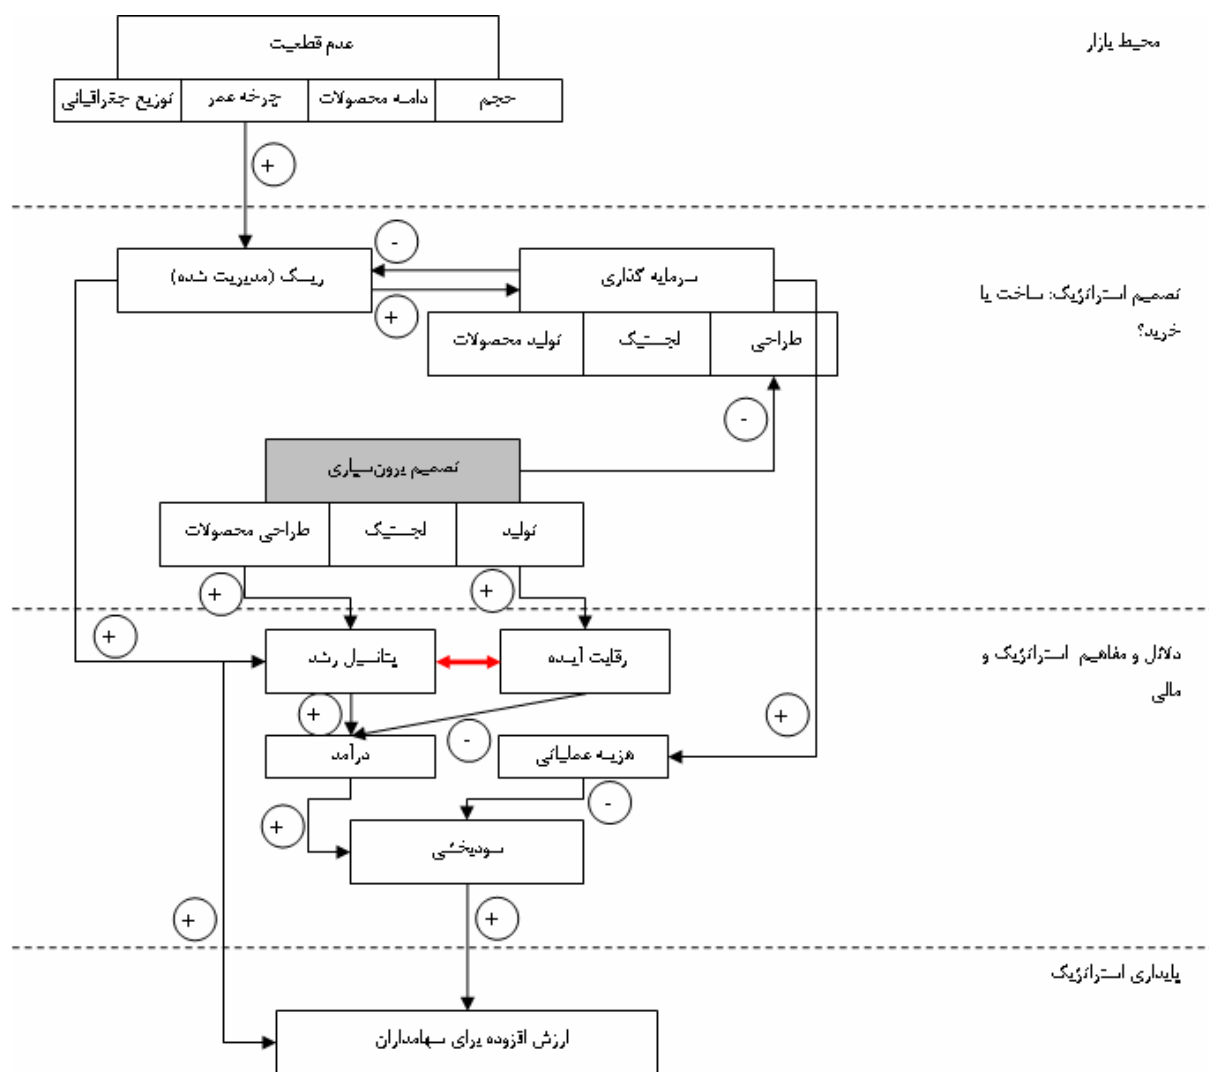 محیط بازار
عدم قطعیت
حجم
دامنه محصولات
چرخه عمر
توزیع جغرافیائی
+
-
تصمیم استراتژیک: ساخت یا
خرید؟
سرمایه گذاری
ریسک (مدیریت شده)
+
طراحی
لجستیک
تولید محصولات
-
تصمیم برون‌سپاری
تولید
لجستیک
طراحی محصولات
+
+
+
دلائل و مفاهیم استراتژیک و
مالی
رقابت آینده
پتانسیل رشد
+
+
-
هزینه عملیاتی
درآمد
-
+
سودبخشی
+
+
پایداری استراتژیک
ارزش افزوده برای سهامداران